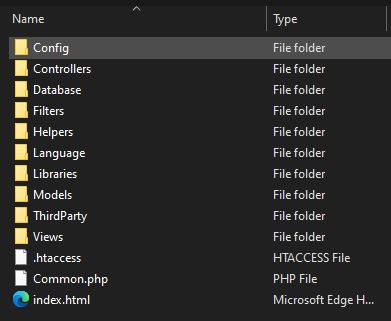 Name Type
Config File folder
Controllers File folder
Database File folder
Filters File folder
Helpers File folder
Language File folder
Libraries File folder
Models File folder
ThirdParty File folder
Views File folder
.htaccess HTACCESS File
Common.php PHP File
index.html Microsoft Edge H...